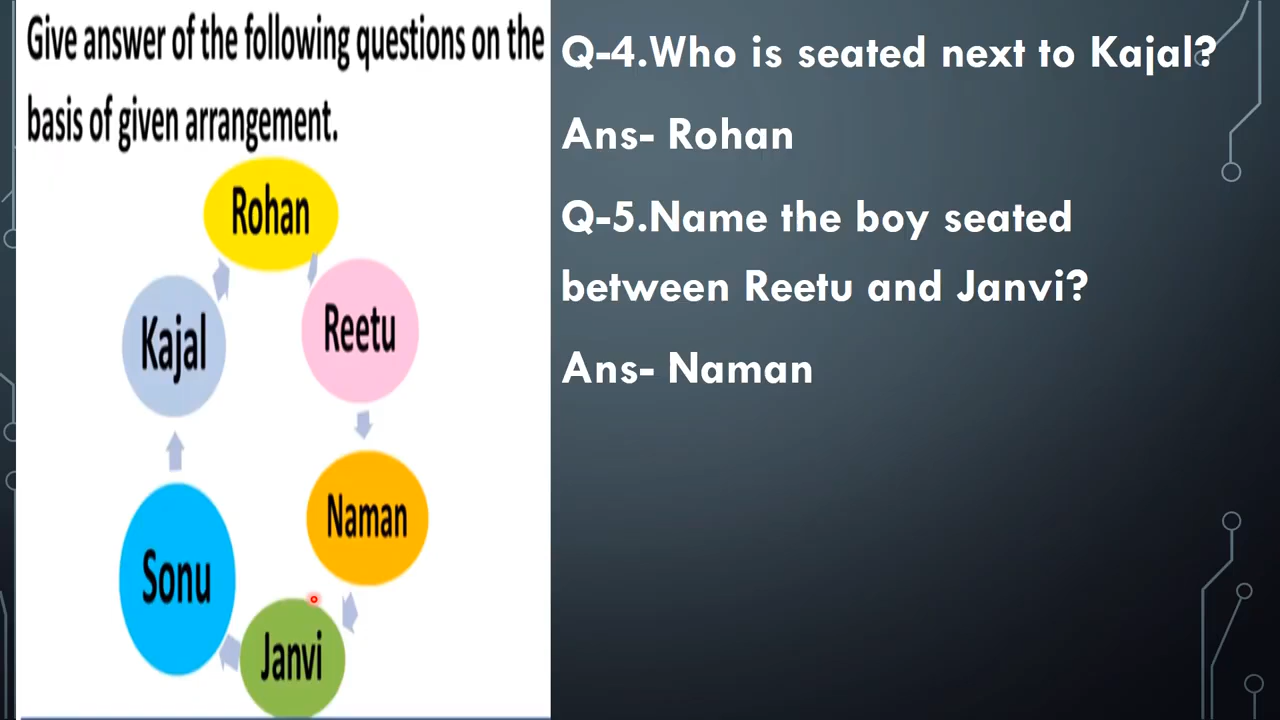 Give answer of the following questions on the
basis of given arrangement.
Rohan
Kajal
Reetu
Naman
Sonu
Janvi
Q-4.Who is seated next to Kajal?
Ans- Rohan
Q-5.Name the boy seated
between Reetu and Janvi?
Ans- Naman